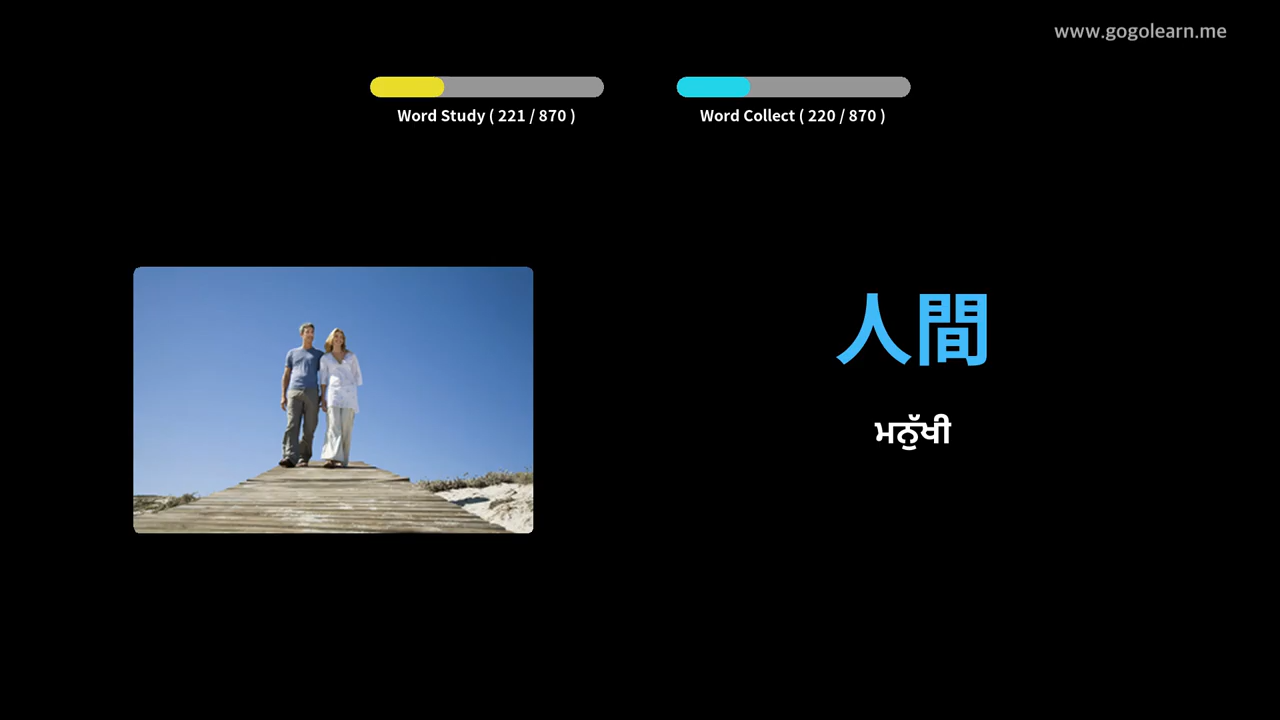 www.gogolearn.me
Word Study ( 221 / 870 )
Word Collect ( 220 / 870 )
人間
ਮਨੁੱਖੀ